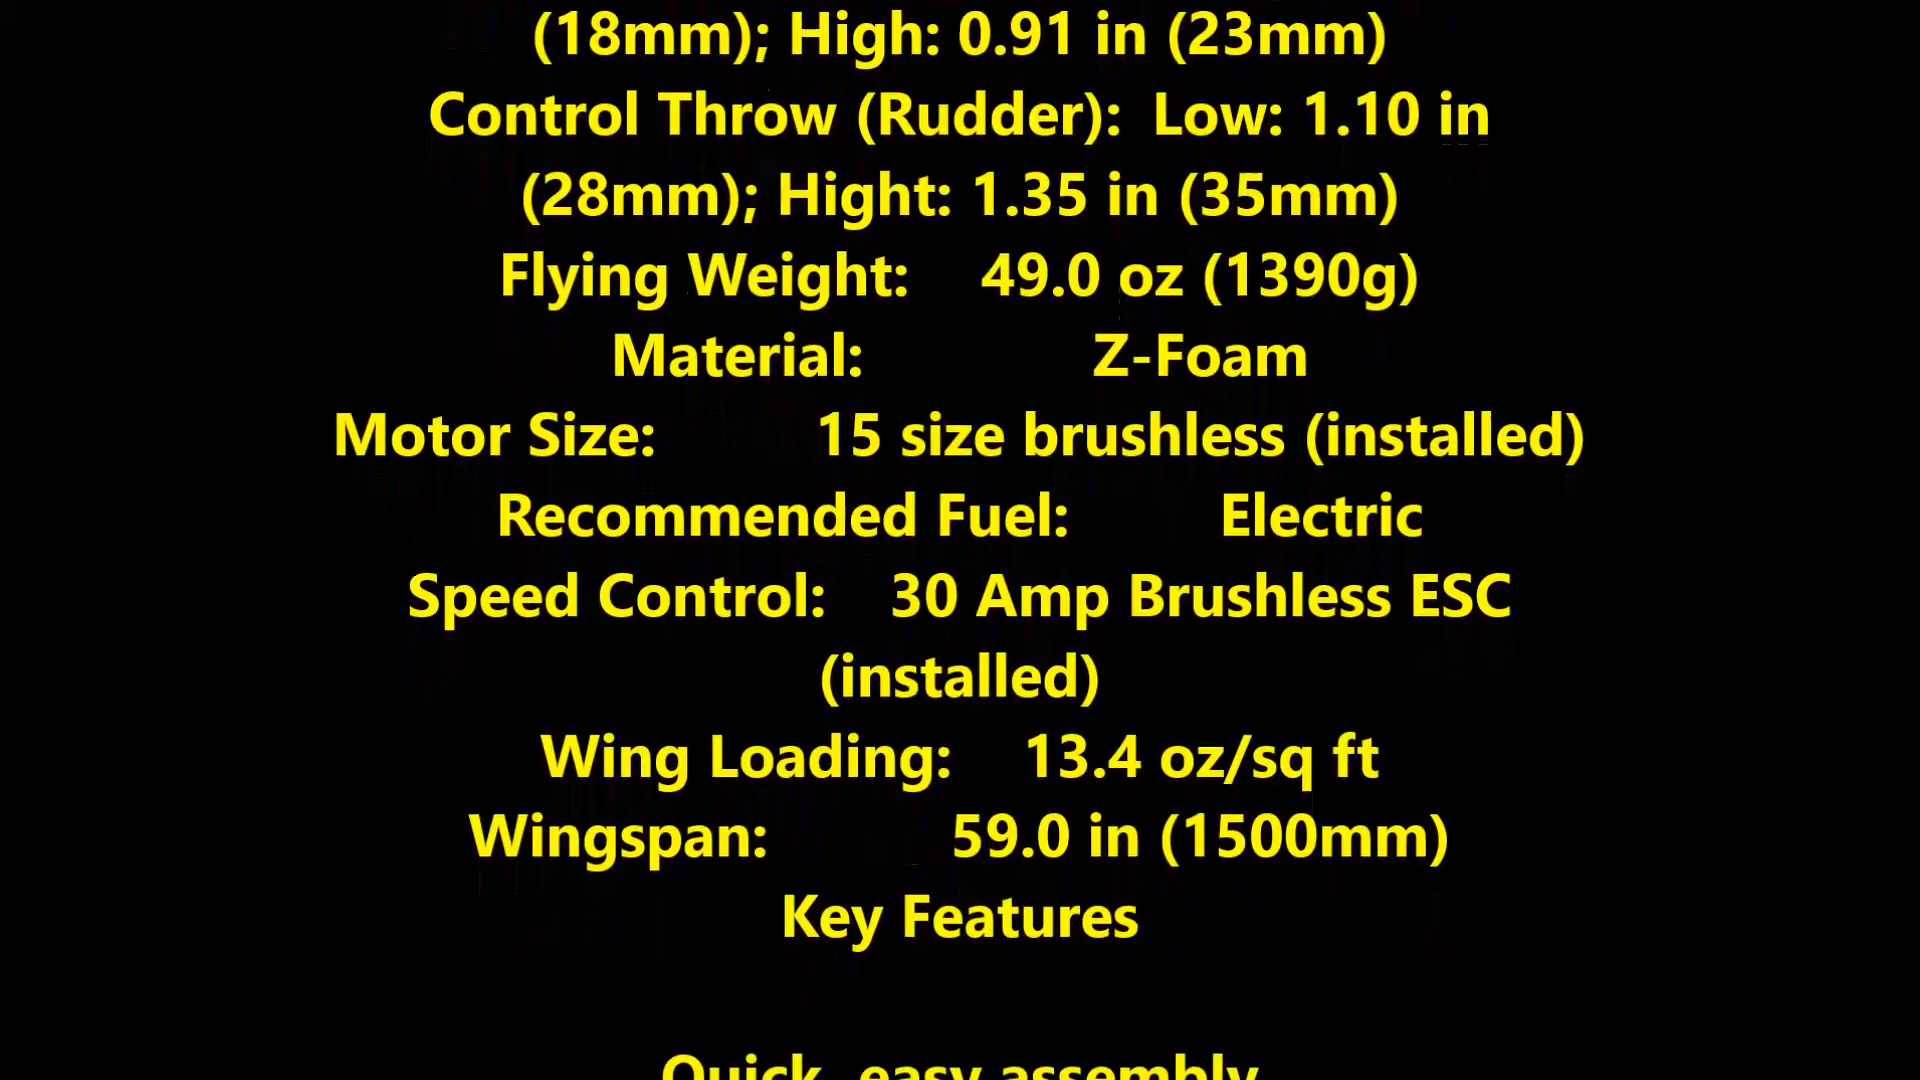 (18mm); High: 0.91 in (23mm)
Control Throw (Rudder): Low: 1.10 in
(28mm); Hight: 1.35 in (35mm)
Flying Weight: 49.0 oz (1390g)
Material: Z-Foam
Motor Size: 15 size brushless (installed)
Recommended Fuel: Electric
Speed Control: 30 Amp Brushless ESC
(installed)
Wing Loading: 13.4 oz/sq ft
Wingspan: 59.0 in (1500mm)
Key Features
Quick, easy assembly